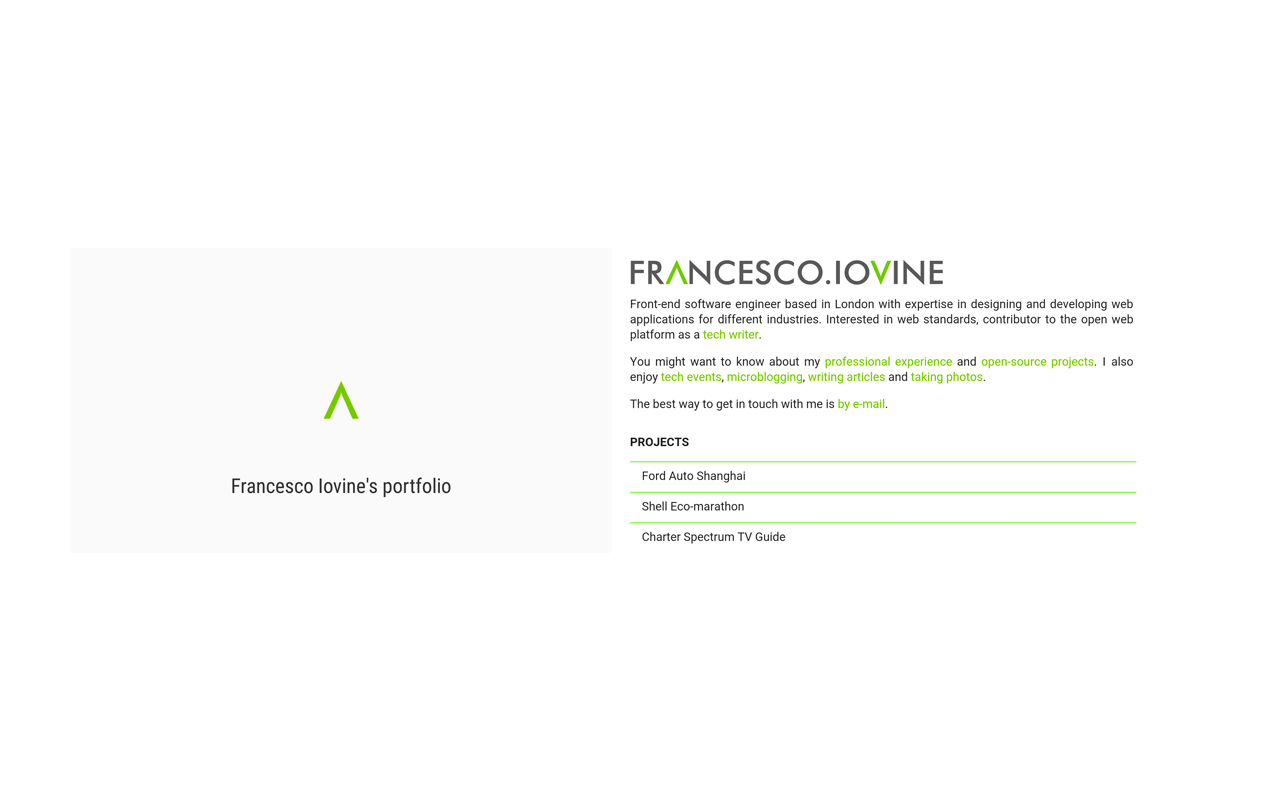 Francesco Iovine's portfolio
FRANCESCO.IOVINE
Front-end software engineer based in London with expertise in designing and developing web
applications for different industries. Interested in web standards, contributor to the open web
platform as a tech writer.
You might want to know about my professional experience and open-source projects. I also
enjoy tech events, microblogging, writing articles and taking photos.
The best way to get in touch with me is by e-mail.
PROJECTS
Ford Auto Shanghai
Shell Eco-marathon
Charter Spectrum TV Guide